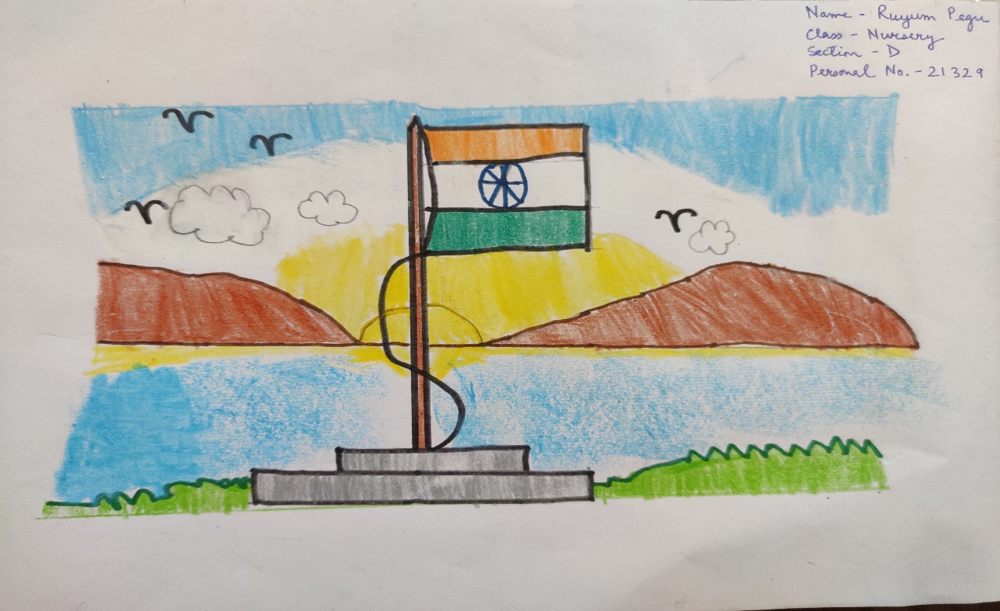 Name - Ruyum Pegu
Class - Nursery
Section - D
Personal No. - 21329